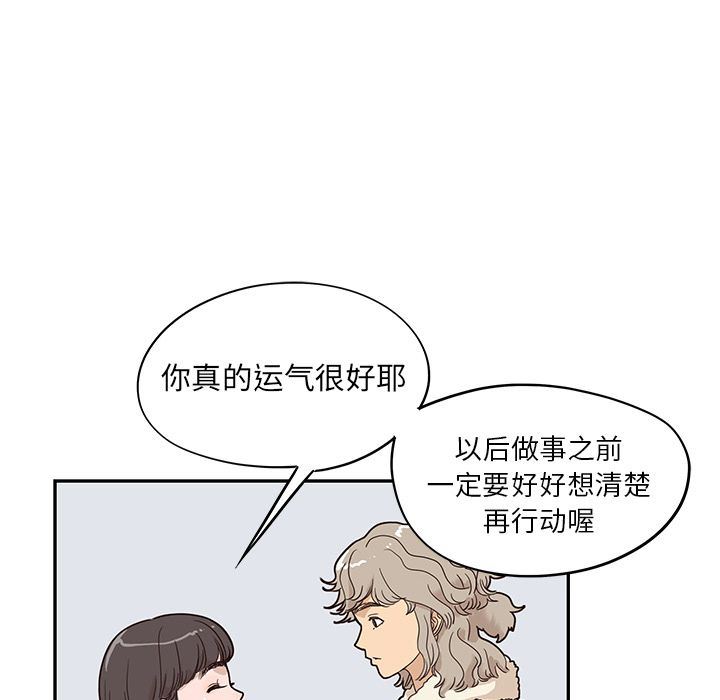 你真的运气很好耶
以后做事之前
一定要好好想清楚
再行动喔